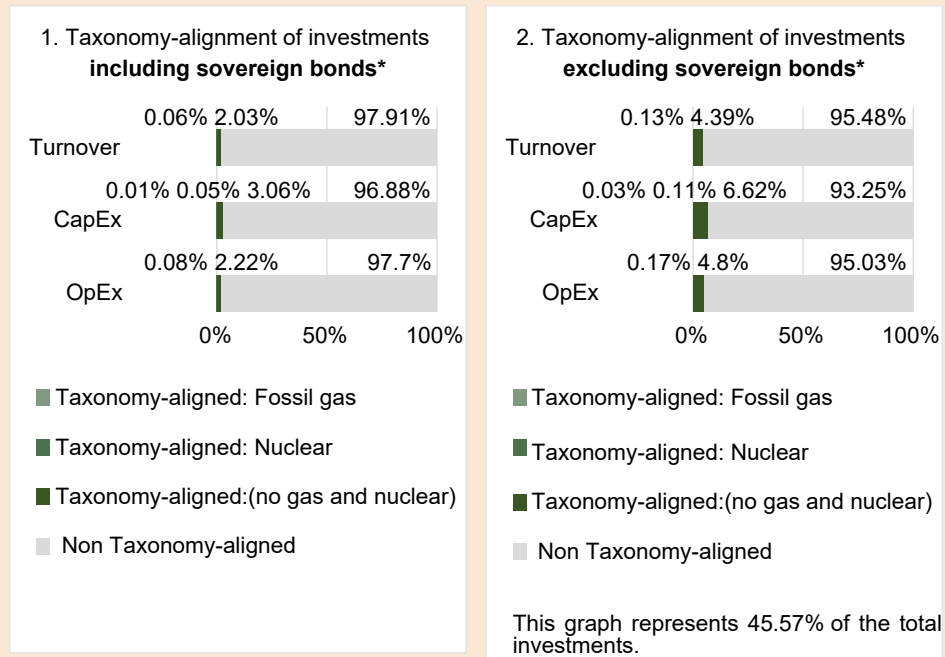 1. Taxonomy-alignment of investments
including sovereign bonds*
0.06% 2.03% 97.91%
Turnover
0.01% 0.05% 3.06% 96.88%
CapEx
0.08% 2.22% 97.7%
OpEx
0% 50% 100%
Taxonomy-aligned: Fossil gas
Taxonomy-aligned: Nuclear
Taxonomy-aligned:(no gas and nuclear)
Non Taxonomy-aligned
2. Taxonomy-alignment of investments
excluding sovereign bonds*
0.13% 4.39% 95.48%
Turnover
0.03% 0.11% 6.62% 93.25%
CapEx
0.17% 4.8% 95.03%
OpEx
0% 50% 100%
Taxonomy-aligned: Fossil gas
Taxonomy-aligned: Nuclear
Taxonomy-aligned:(no gas and nuclear)
Non Taxonomy-aligned
This graph represents 45.57% of the total
investments.